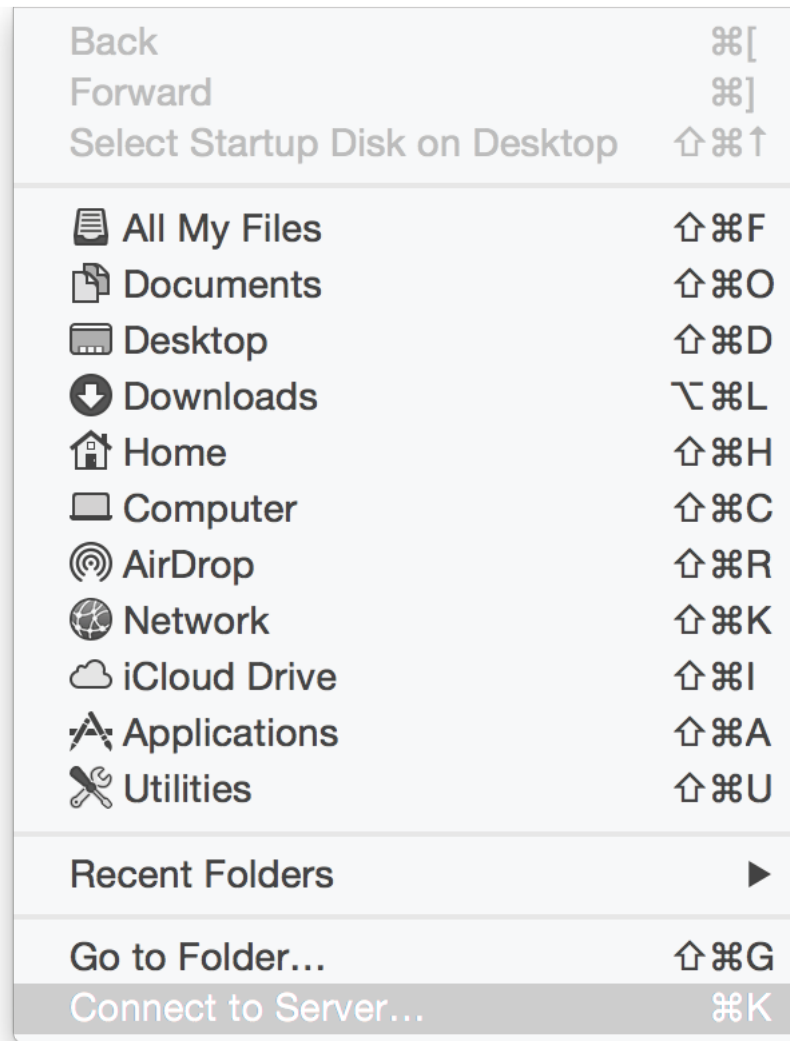 Back ⌘[
Forward ⌘]
Select Startup Disk on Desktop ⇧⌘↑
All My Files ⇧⌘F
Documents ⇧⌘O
Desktop ⇧⌘D
Downloads ⌥⌘L
Home ⇧⌘H
Computer ⇧⌘C
AirDrop ⇧⌘R
Network ⇧⌘K
iCloud Drive ⇧⌘I
Applications ⇧⌘A
Utilities ⇧⌘U
Recent Folders ▶
Go to Folder... ⇧⌘G
Connect to Server... ⌘K